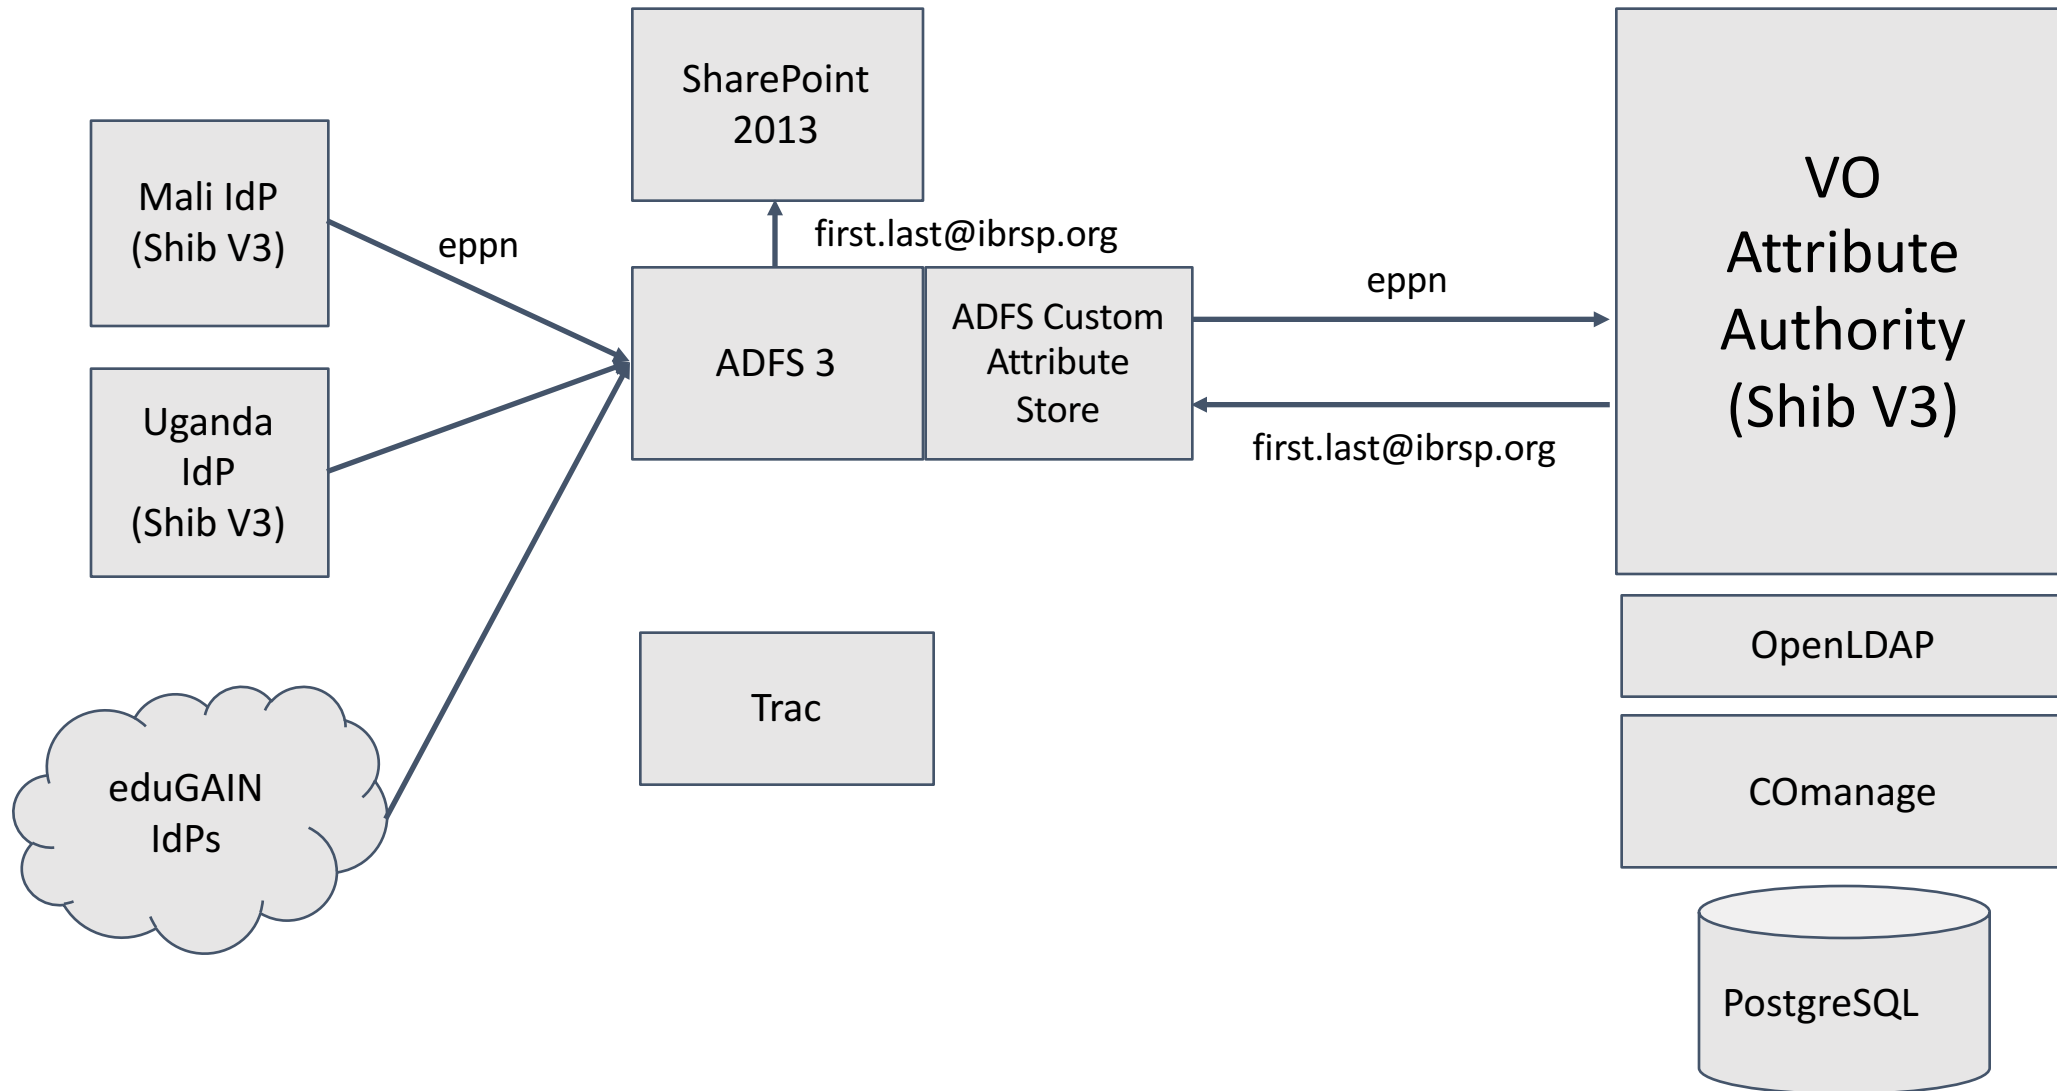 SharePoint
2013
Mali IdP
(Shib V3)
eppn
first.last@ibrsp.org
Uganda
IdP
(Shib V3)
ADFS 3
ADFS Custom
Attribute
Store
eppn
first.last@ibrsp.org
VO
Attribute
Authority
(Shib V3)
eduGAIN
IdPs
Trac
OpenLDAP
COmanage
PostgreSQL